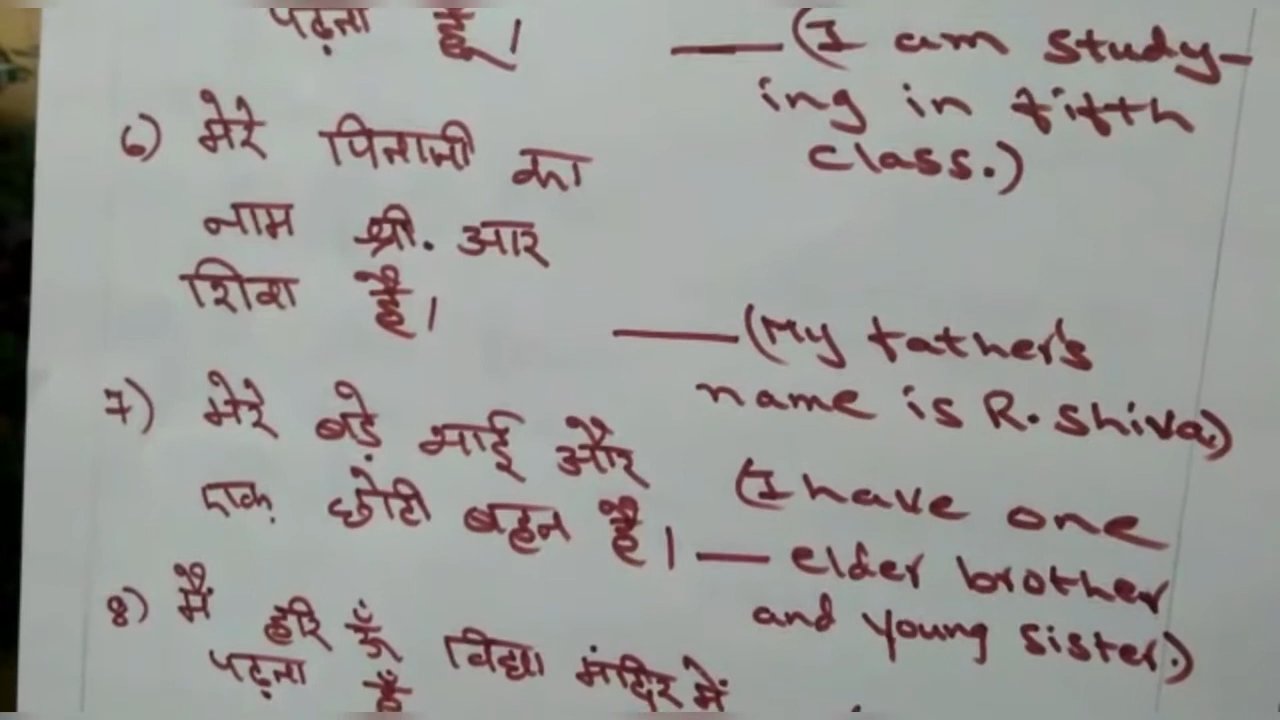 पढ़ता हूँ। — (I am study-
ing in fifth
class.)
6) मेरे पिताजी का
नाम श्री. आर
शिवा है।
— (My father's
name is R. Shiva.)
7) मेरे बड़े भाई और
एक छोटी बहन है।
(I have one
— elder brother
and young sister.)
8) मैं हरि ॐ विद्या मंदिर में
पढ़ता हूँ